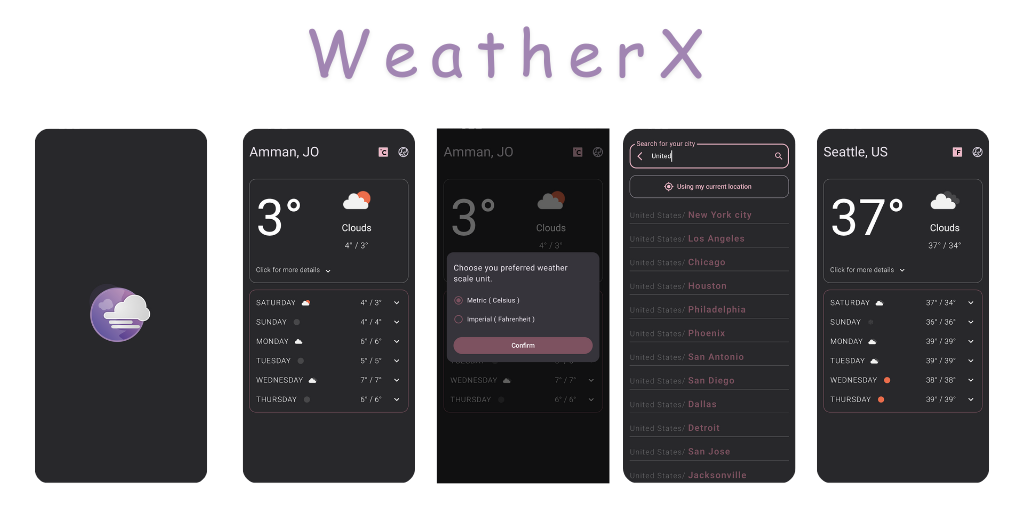 WeatherX
Amman, JO
C
3°
Clouds
4° / 3°
Click for more details
SATURDAY 4° / 3°
SUNDAY 4° / 4°
MONDAY 6° / 6°
TUESDAY 5° / 5°
WEDNESDAY 7° / 7°
THURSDAY 6° / 6°
Amman, JO
C
3°
Clouds
4° / 3°
Choose you preferred weather
scale unit.
Metric ( Celsius )
Imperial ( Fahrenheit )
Confirm
WEDNESDAY 7° / 7°
THURSDAY 6° / 6°
Search for your city
United
Using my current location
United States/ New York city
United States/ Los Angeles
United States/ Chicago
United States/ Houston
United States/ Philadelphia
United States/ Phoenix
United States/ San Antonio
United States/ San Diego
United States/ Dallas
United States/ Detroit
United States/ San Jose
United States/ Jacksonville
Seattle, US
°F
37°
Clouds
37° / 34°
Click for more details
SATURDAY 37° / 34°
SUNDAY 36° / 36°
MONDAY 39° / 39°
TUESDAY 39° / 39°
WEDNESDAY 38° / 38°
THURSDAY 39° / 39°